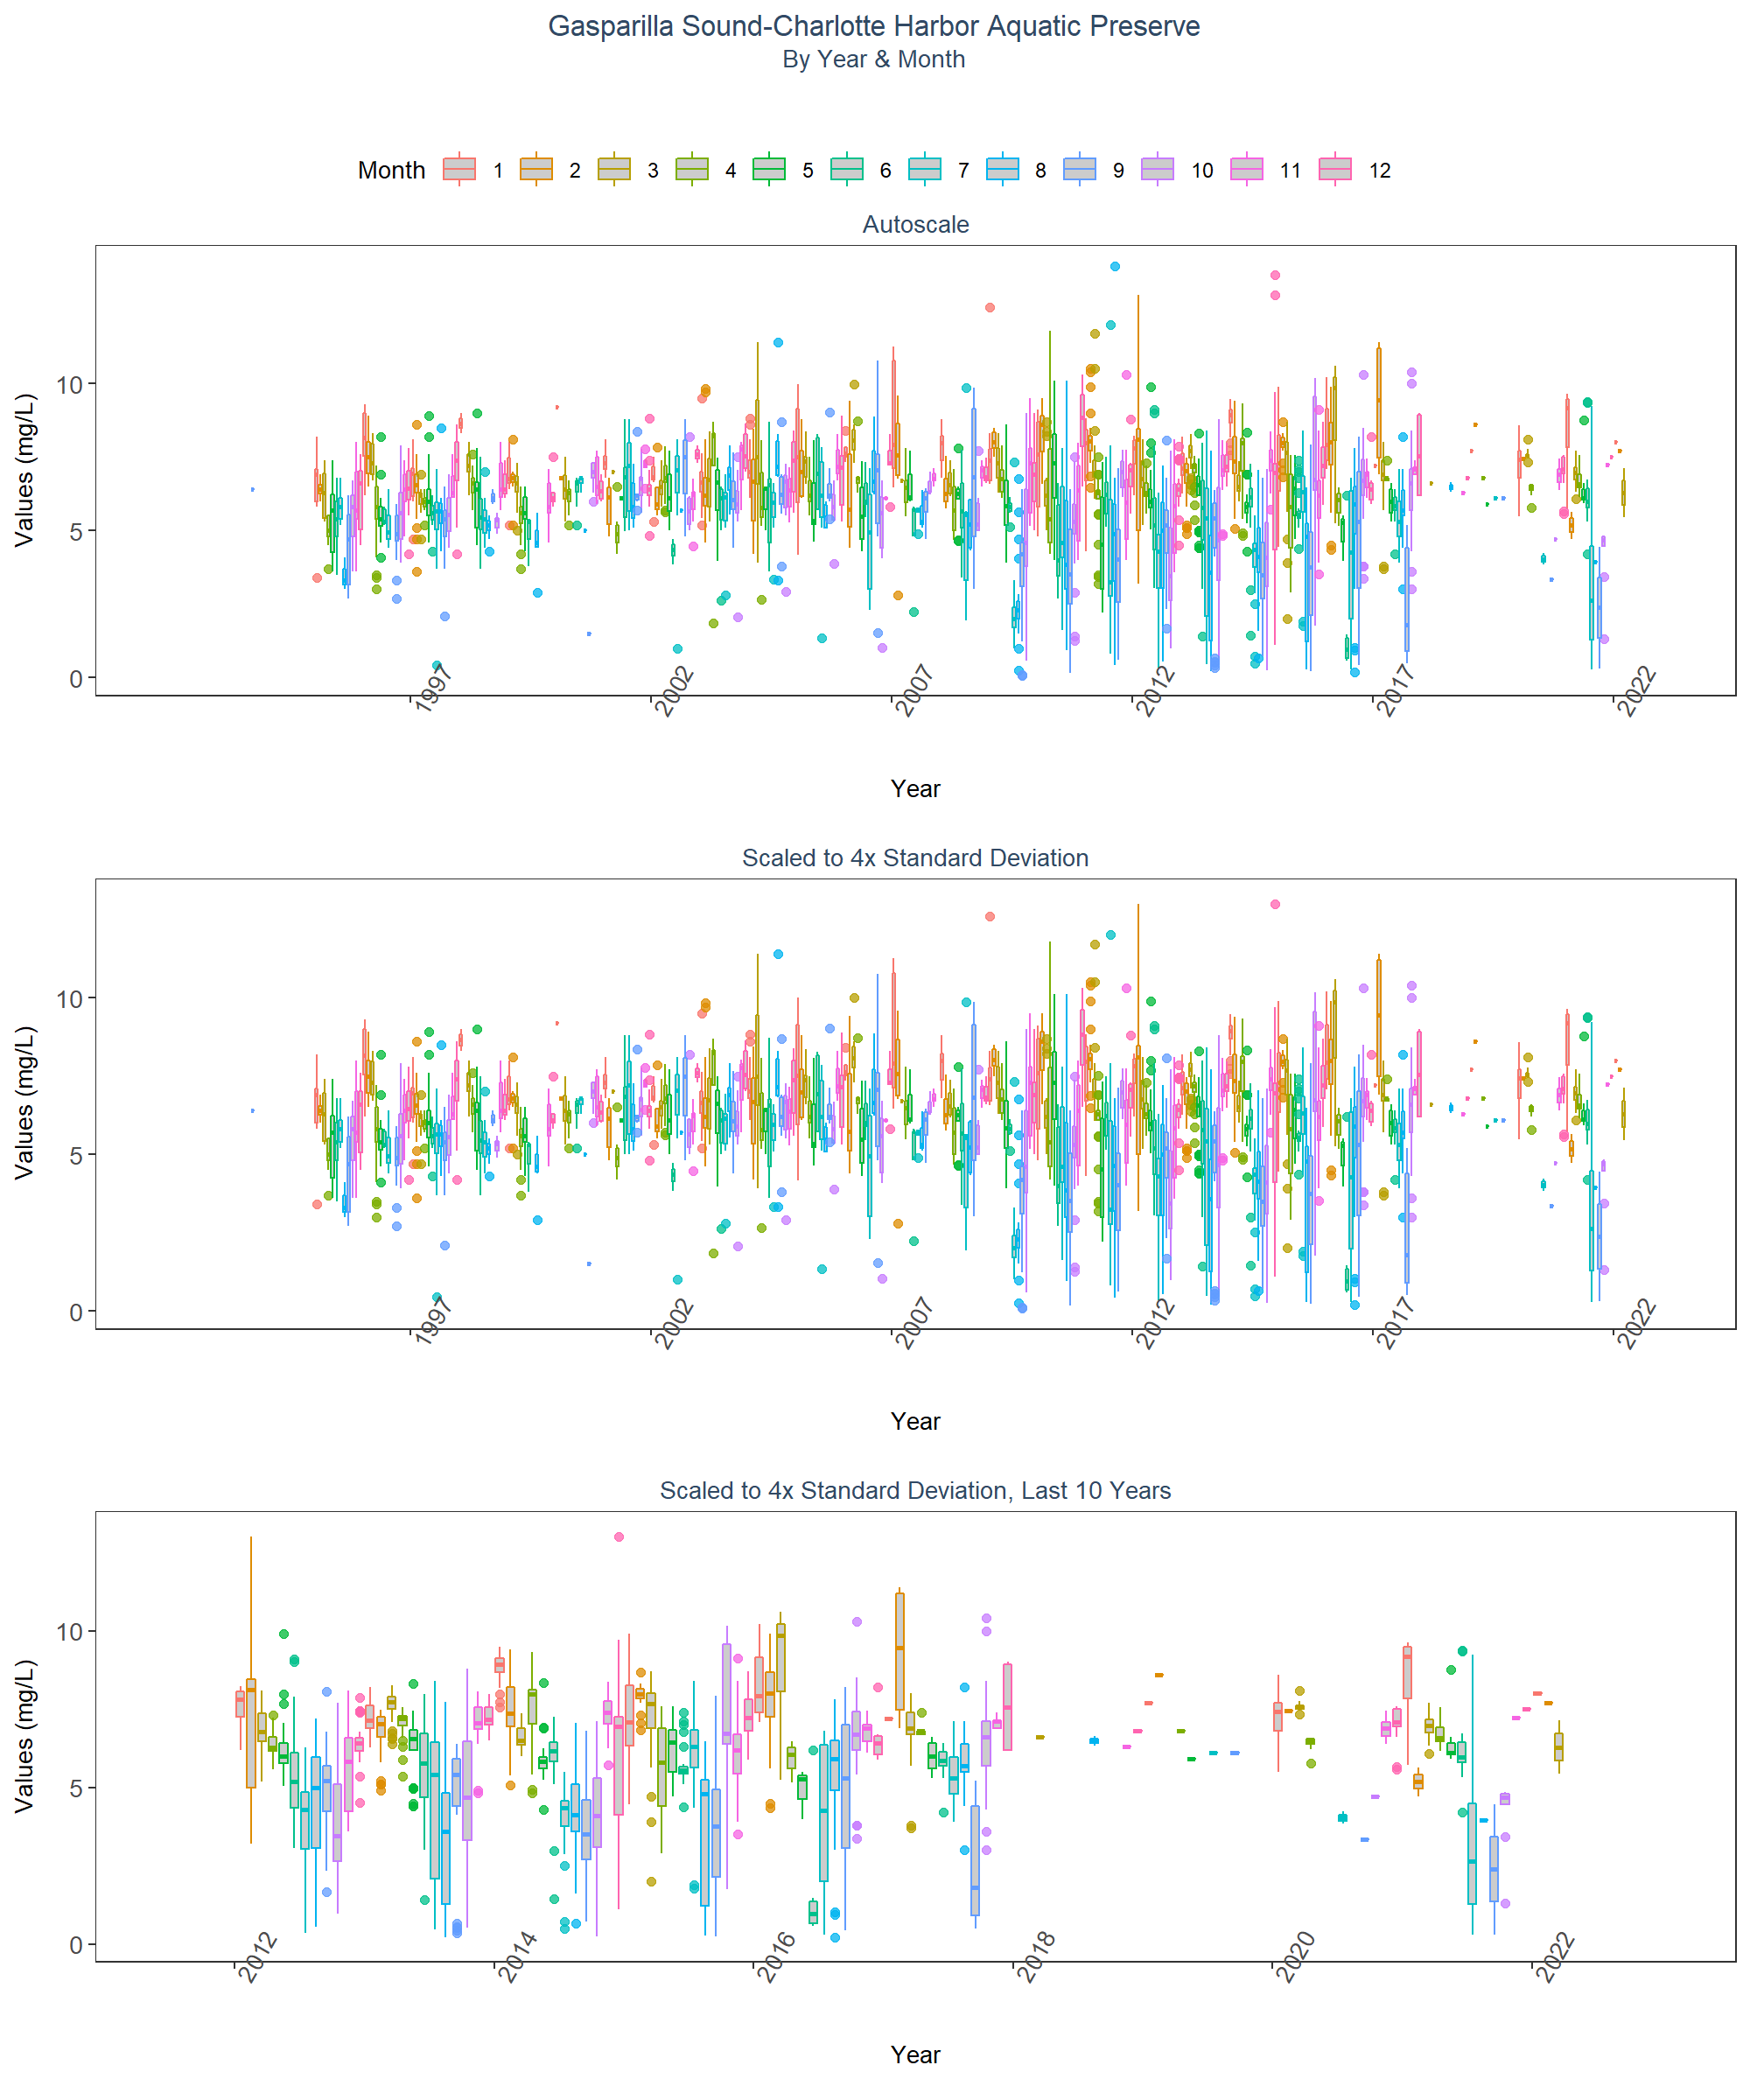 Gasparilla Sound-Charlotte Harbor Aquatic Preserve
By Year & Month
Month 1 2 3 4 5 6 7 8 9 10 11 12
Autoscale
Values (mg/L)
10
5
0
1997 2002 2007 2012 2017 2022
Year
Scaled to 4x Standard Deviation
Values (mg/L)
10
5
0
1997 2002 2007 2012 2017 2022
Year
Scaled to 4x Standard Deviation, Last 10 Years
Values (mg/L)
10
5
0
2012 2014 2016 2018 2020 2022
Year